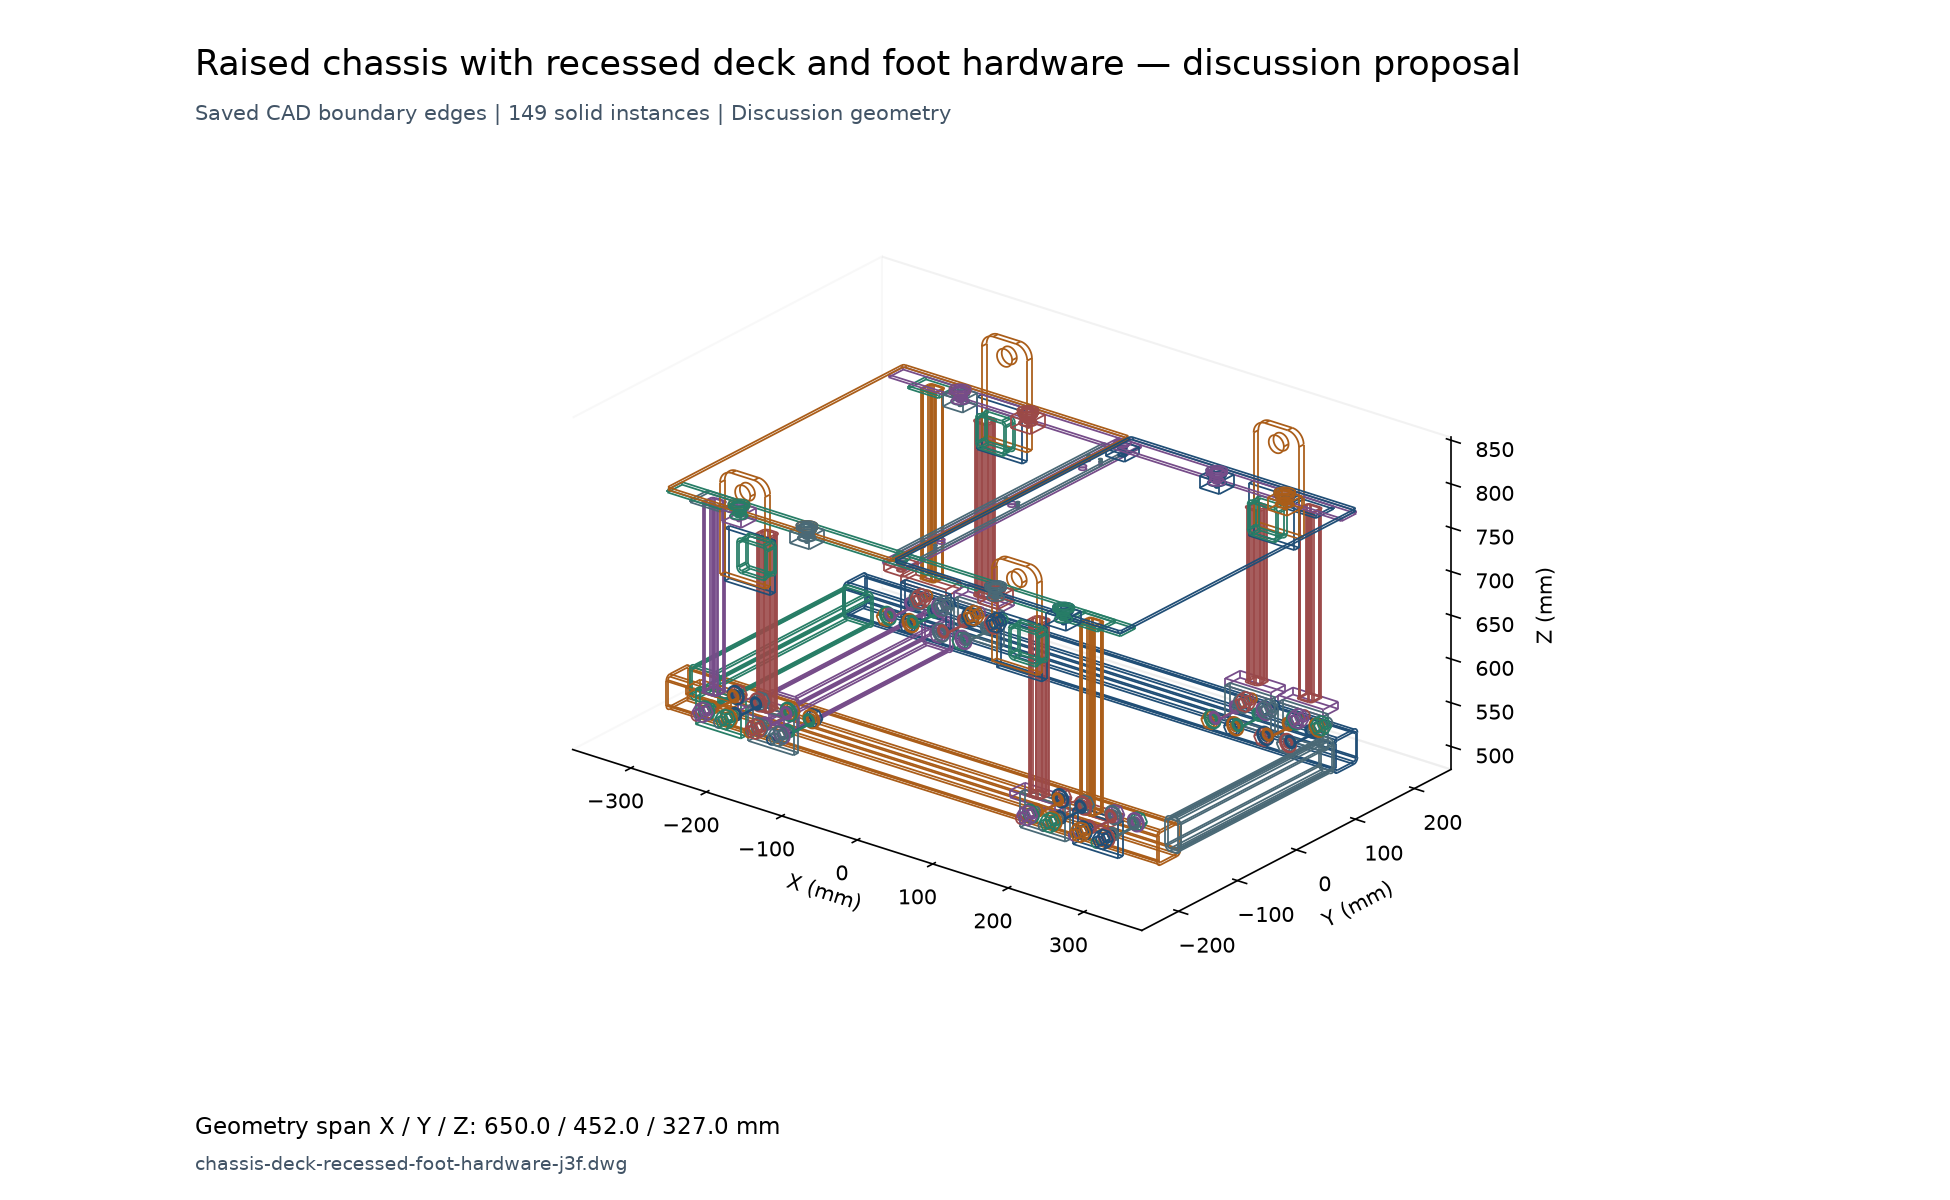 Raised chassis with recessed deck and foot hardware — discussion proposal
Saved CAD boundary edges | 149 solid instances | Discussion geometry
850
800
750
700
650
600
550
500
Z (mm)
−300
−200
−100
0
100
200
300
X (mm)
200
100
0
−100
−200
Y (mm)
Geometry span X / Y / Z: 650.0 / 452.0 / 327.0 mm
chassis-deck-recessed-foot-hardware-j3f.dwg